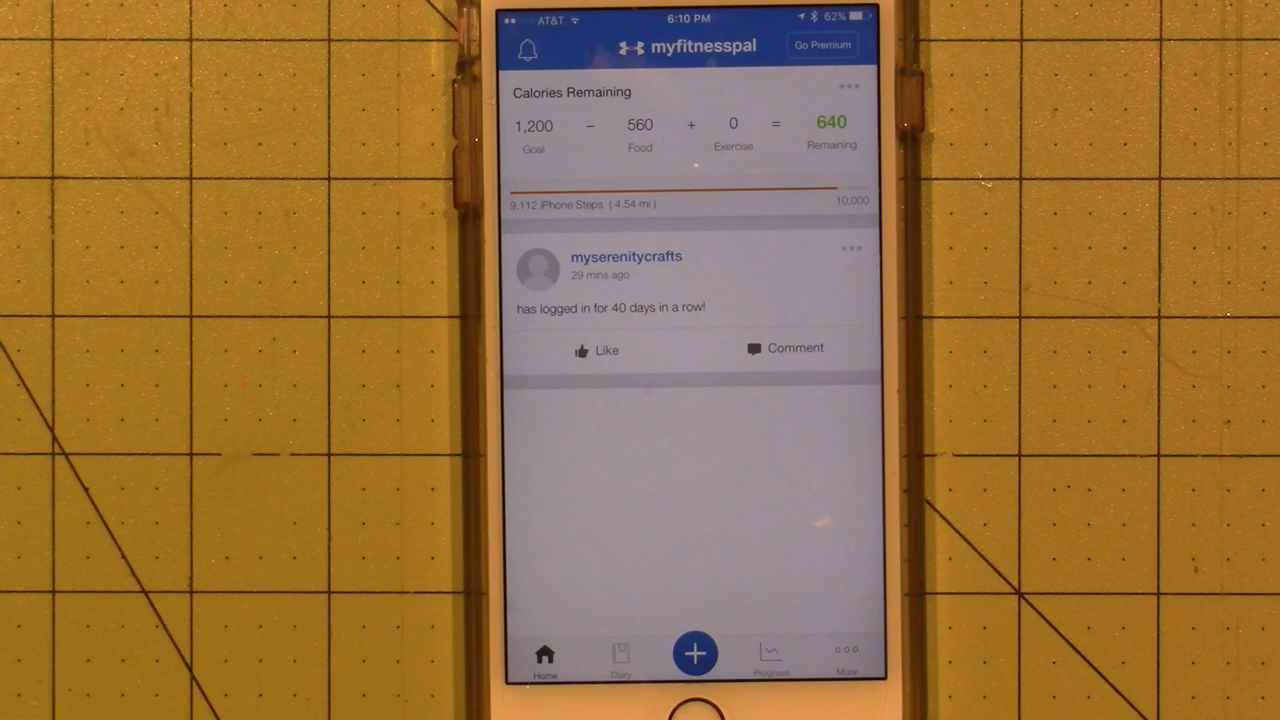 AT&T 6:10 PM 62%
myfitnesspal Go Premium
Calories Remaining
1,200 − 560 + 0 = 640
Goal Food Exercise Remaining
9,112 iPhone Steps ( 4.54 mi ) 10,000
myserenitycrafts
29 mins ago
has logged in for 40 days in a row!
Like Comment
Home Diary + Progress More